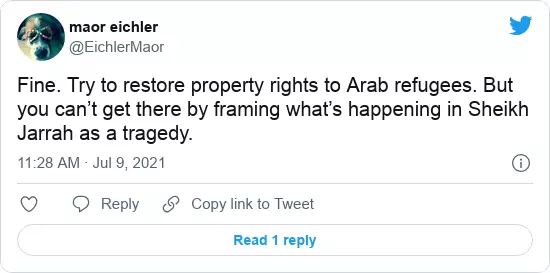 maor eichler
@EichlerMaor
Fine. Try to restore property rights to Arab refugees. But
you can’t get there by framing what’s happening in Sheikh
Jarrah as a tragedy.
11:28 AM · Jul 9, 2021
Reply
Copy link to Tweet
Read 1 reply